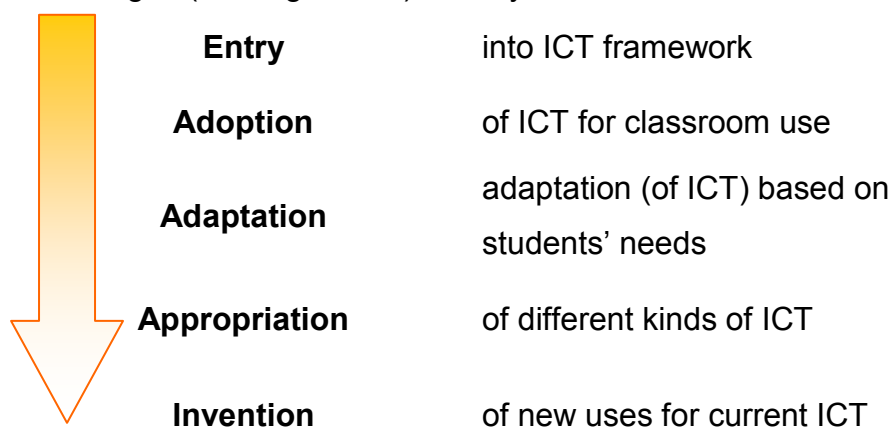 Entry into ICT framework
Adoption of ICT for classroom use
Adaptation adaptation (of ICT) based on
students’ needs
Appropriation of different kinds of ICT
Invention of new uses for current ICT